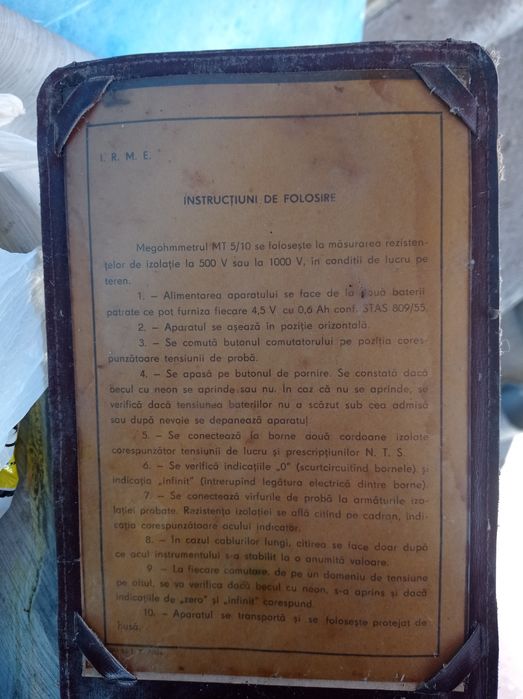 I. R. M. E.
INSTRUCȚIUNI DE FOLOSIRE
Megohmmetrul MT 5/10 se folosește la măsurarea rezisten-
țelor de izolație la 500 V sau la 1000 V, în condiții de lucru pe
teren.
1. – Alimentarea aparatului se face de la două baterii
patrate ce pot furniza fiecare 4,5 V cu 0,6 Ah conf. STAS 809/55.
2. – Aparatul se așează în poziție orizontală.
3. – Se comută butonul comutatorului pe poziția cores-
punzătoare tensiunii de probă.
4. – Se apasă pe butonul de pornire. Se constată dacă
becul cu neon se aprinde sau nu. În caz că nu se aprinde, se
verifică dacă tensiunea bateriilor nu a scăzut sub cea admisă
sau după nevoie se depanează aparatul
5. – Se conectează la borne două cordoane izolate
corespunzător tensiunii de lucru și prescripțiunilor N. T. S.
6. – Se verifică indicațiile „0" (scurtcircuitînd bornele) și
indicația „infinit" (întrerupînd legătura electrică dintre borne)
7. – Se conectează vîrfurile de probă la armăturile izo-
lației probate. Rezistența izolației se află citind pe cadran, indi-
cația corespunzătoare acului indicator.
8. – În cazul cablurilor lungi, citirea se face doar după
ce acul instrumentului s-a stabilit la o anumită valoare.
9 – La fiecare comutare, de pe un domeniu de tensiune
pe altul, se va verifica dacă becul cu neon, s-a aprins și dacă
indicațiile de „zero" și „infinit" corespund.
10. – Aparatul se transportă și se folosește protejat de
husă.